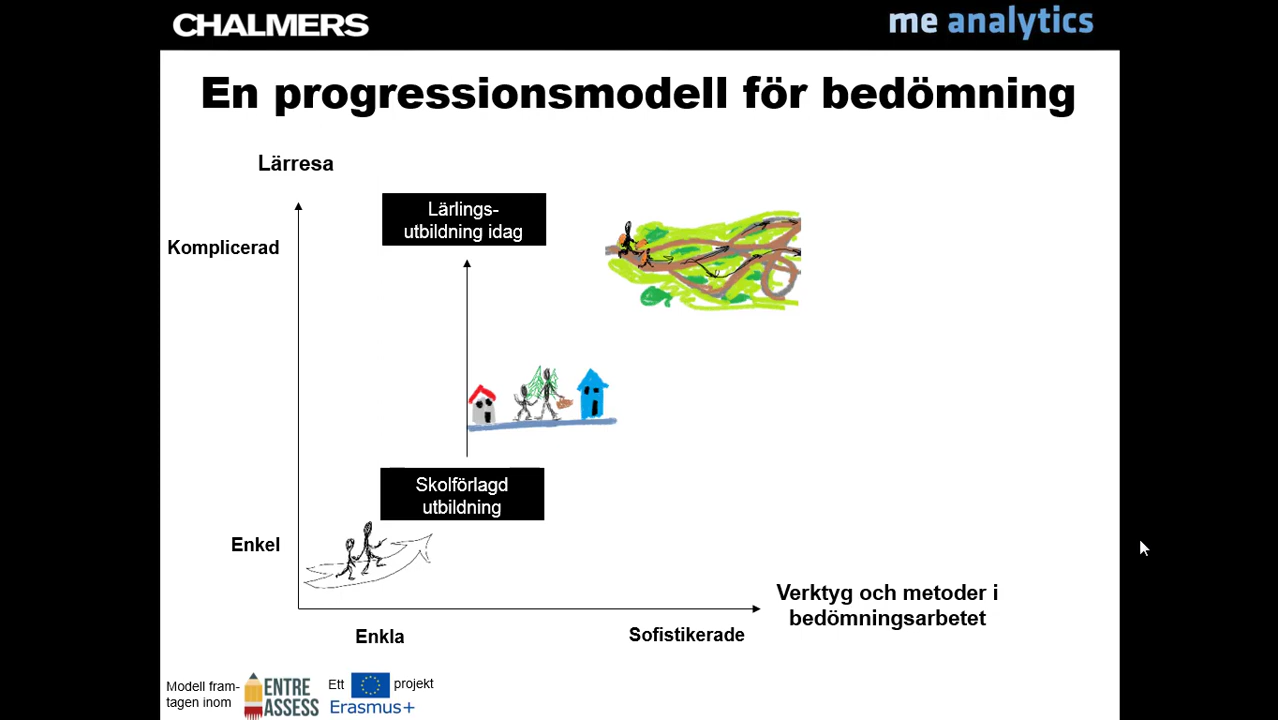 CHALMERS
me analytics
En progressionsmodell för bedömning
Lärresa
Lärlings-
utbildning idag
Komplicerad
Skolförlagd
utbildning
Enkel
Verktyg och metoder i
bedömningsarbetet
Enkla
Sofistikerade
Modell fram-
tagen inom
ENTRE
ASSESS
Ett projekt
Erasmus+